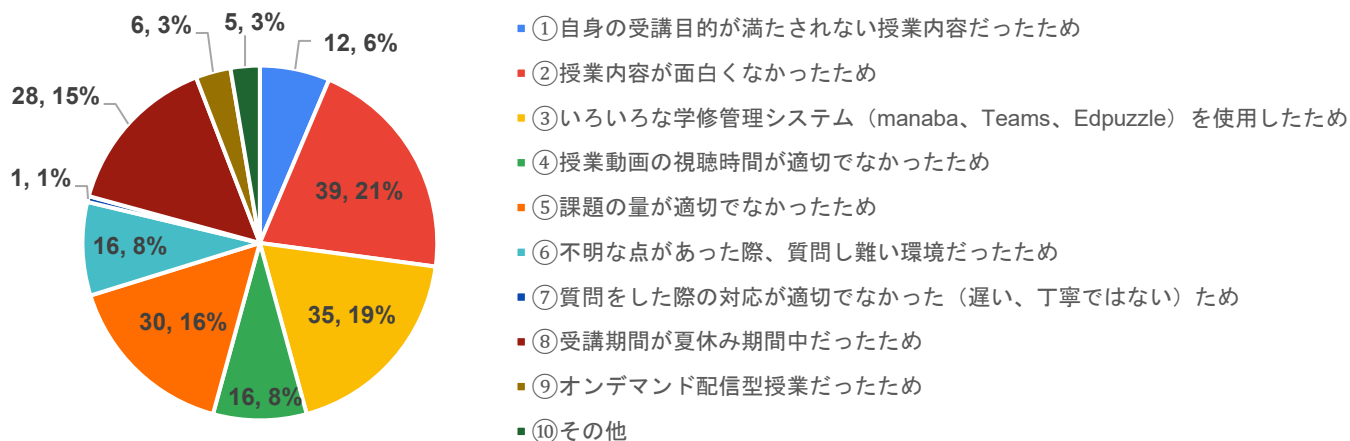 6, 3%
5, 3%
12, 6%
28, 15%
39, 21%
1, 1%
16, 8%
35, 19%
30, 16%
16, 8%
①自身の受講目的が満たされない授業内容だったため
②授業内容が面白くなかったため
③いろいろな学修管理システム（manaba、Teams、Edpuzzle）を使用したため
④授業動画の視聴時間が適切でなかったため
⑤課題の量が適切でなかったため
⑥不明な点があった際、質問し難い環境だったため
⑦質問をした際の対応が適切でなかった（遅い、丁寧ではない）ため
⑧受講期間が夏休み期間中だったため
⑨オンデマンド配信型授業だったため
⑩その他